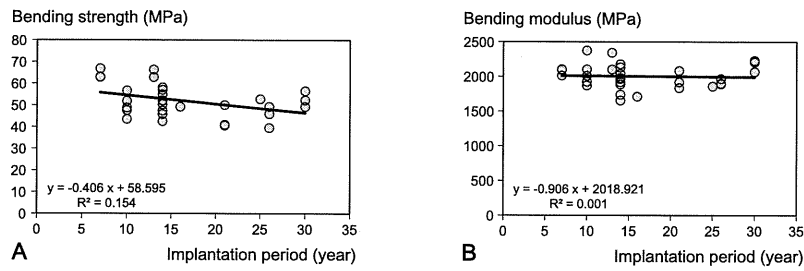 Bending strength (MPa)
80
70
60
50
40
30
20
10
0
y = -0.406 x + 58.595
R² = 0.154
0 5 10 15 20 25 30 35
A Implantation period (year)
Bending modulus (MPa)
2500
2000
1500
1000
500
0
y = -0.906 x + 2018.921
R² = 0.001
0 5 10 15 20 25 30 35
B Implantation period (year)